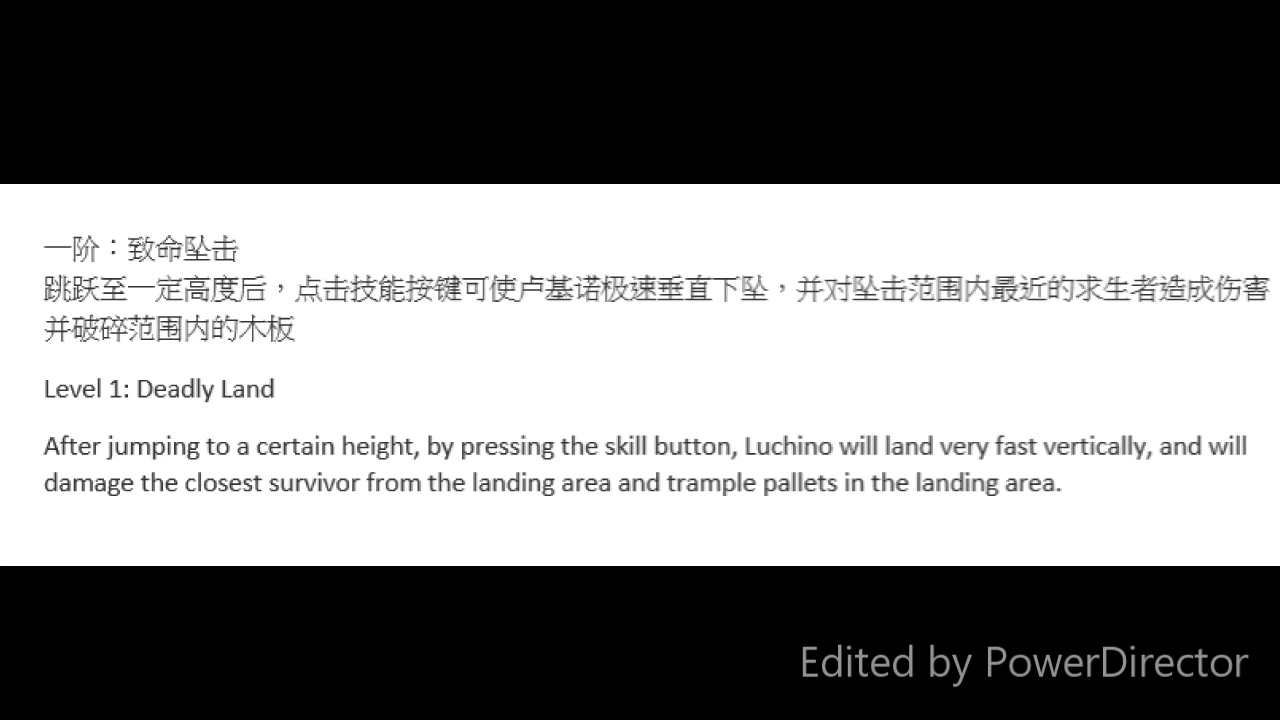 一阶：致命坠击
跳跃至一定高度后，点击技能按键可使卢基诺极速垂直下坠，并对坠击范围内最近的求生者造成伤害
并破碎范围内的木板
Level 1: Deadly Land
After jumping to a certain height, by pressing the skill button, Luchino will land very fast vertically, and will
damage the closest survivor from the landing area and trample pallets in the landing area.
Edited by PowerDirector